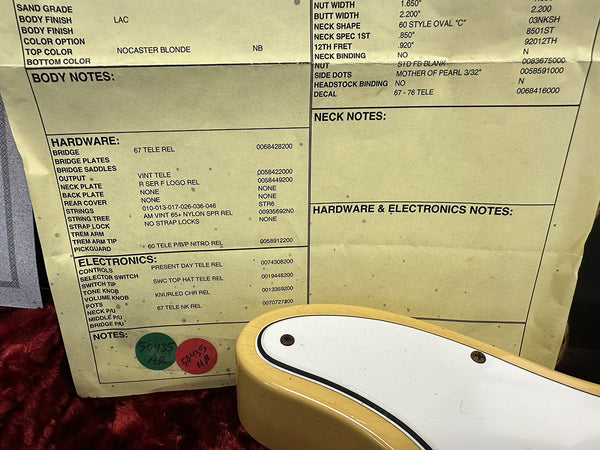 SAND GRADE
BODY FINISH LAC
BODY FINISH
COLOR OPTION
TOP COLOR NOCASTER BLONDE NB
BOTTOM COLOR
BODY NOTES:
HARDWARE:
BRIDGE 67 TELE REL 0068428200
BRIDGE PLATES
BRIDGE SADDLES
OUTPUT VINT TELE 0058422000
NECK PLATE R SER F LOGO REL 0058449200
BACK PLATE NONE NONE
REAR COVER NONE NONE
STRINGS 010-013-017-026-036-046 STR6
STRING TREE AM VINT 65+ NYLON SPR REL 00935692N0
STRAP LOCK NO STRAP LOCKS NONE
TREM ARM
TREM ARM TIP
PICKGUARD 60 TELE P/B/P NITRO REL 9058912200
ELECTRONICS:
CONTROLS PRESENT DAY TELE REL 0074308200
SELECTOR SWITCH
SWITCH TIP SWC TOP HAT TELE REL 0019448200
TONE KNOB
VOLUME KNOB KNURLED CHR REL 0013359200
POTS
NECK P/U 67 TELE NK REL 0070727800
MIDDLE P/U
BRIDGE P/U
NOTES:
50435
50435
NUT WIDTH 1.650"
BUTT WIDTH 2.200" 2.200
NECK SHAPE 60 STYLE OVAL "C" 03NKSH
NECK SPEC 1ST .850" 8501ST
12TH FRET .920" 92012TH
NECK BINDING NO N
NUT STD FB BLANK 0083675000
SIDE DOTS MOTHER OF PEARL 3/32" 0058591000
HEADSTOCK BINDING NO N
DECAL 67 - 76 TELE 0068416000
NECK NOTES:
HARDWARE & ELECTRONICS NOTES: